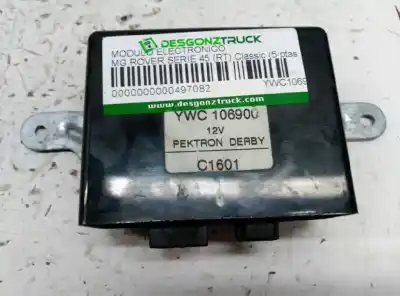 DESGONZTRUCK
MODULO ELECTRONICO
MG ROVER SERIE 45 (RT) Classic (5-ptas
0000000000497082
YWC1069
www.desgonztruck.com
YWC 106900
12V
PEKTRON DERBY
C1601